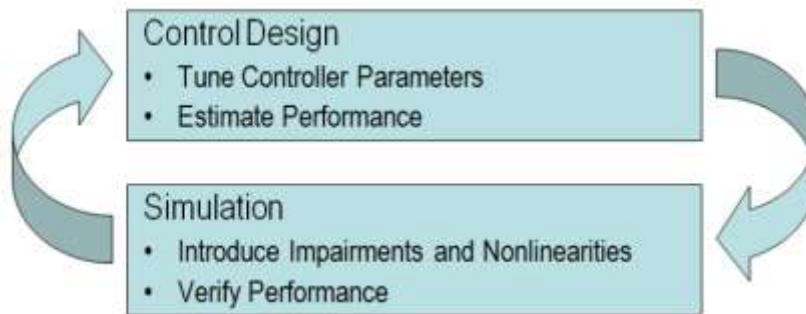 Control Design
• Tune Controller Parameters
• Estimate Performance
Simulation
• Introduce Impairments and Nonlinearities
• Verify Performance